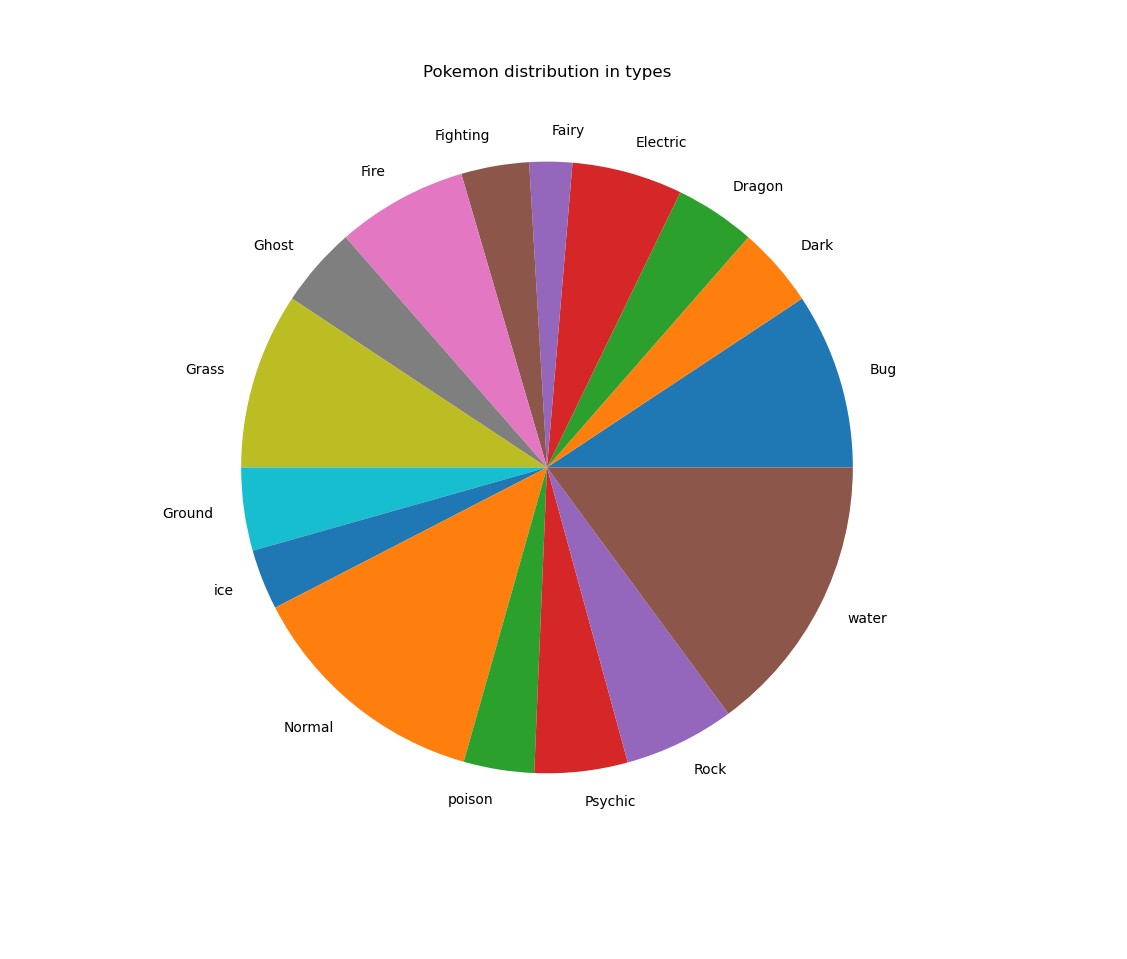 Pokemon distribution in types
Fairy
Fighting
Electric
Fire
Dragon
Ghost
Dark
Grass
Bug
Ground
ice
water
Normal
Rock
poison
Psychic